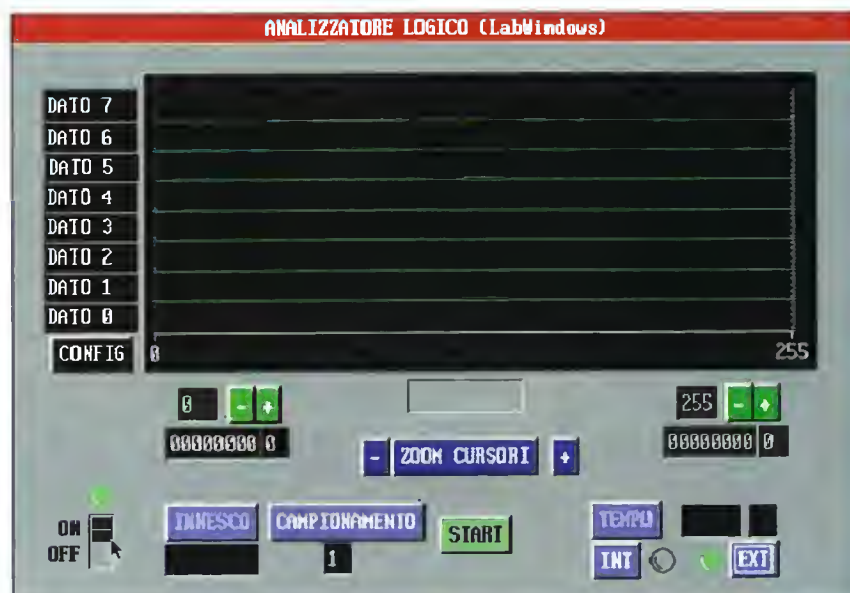 ANALIZZATORE LOGICO (LabWindows)
DATO 7
DATO 6
DATO 5
DATO 4
DATO 3
DATO 2
DATO 1
DATO 0
CONFIG
0 255
0 - + 255 - +
00000000 0 00000000 0
- ZOOM CURSORI +
ON
OFF
INNESCO CAMPIONAMENTO START TEMPO
1 INT EXT